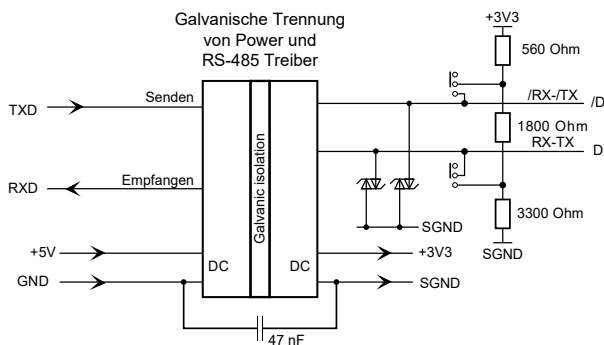 Galvanische Trennung
von Power und
RS-485 Treiber
+3V3
560 Ohm
TXD
Senden
/RX-/TX
/D
1800 Ohm
RX-TX
D
RXD
Empfangen
Galvanic isolation
3300 Ohm
SGND
SGND
+5V
DC
DC
+3V3
GND
SGND
47 nF